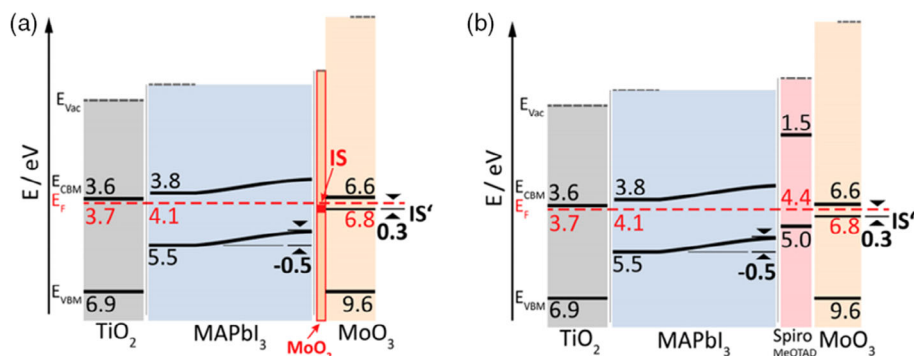 (a)
E / eV
E_Vac
E_CBM
E_F
E_VBM
3.6
3.7
6.9
3.8
4.1
5.5
-0.5
IS
6.6
6.8
IS'
0.3
9.6
TiO₂
MAPbI₃
MoO₃
MoO₃
(b)
E / eV
E_Vac
E_CBM
E_F
E_VBM
3.6
3.7
6.9
3.8
4.1
5.5
-0.5
1.5
4.4
5.0
6.6
6.8
IS'
0.3
9.6
TiO₂
MAPbI₃
Spiro
MeOTAD
MoO₃